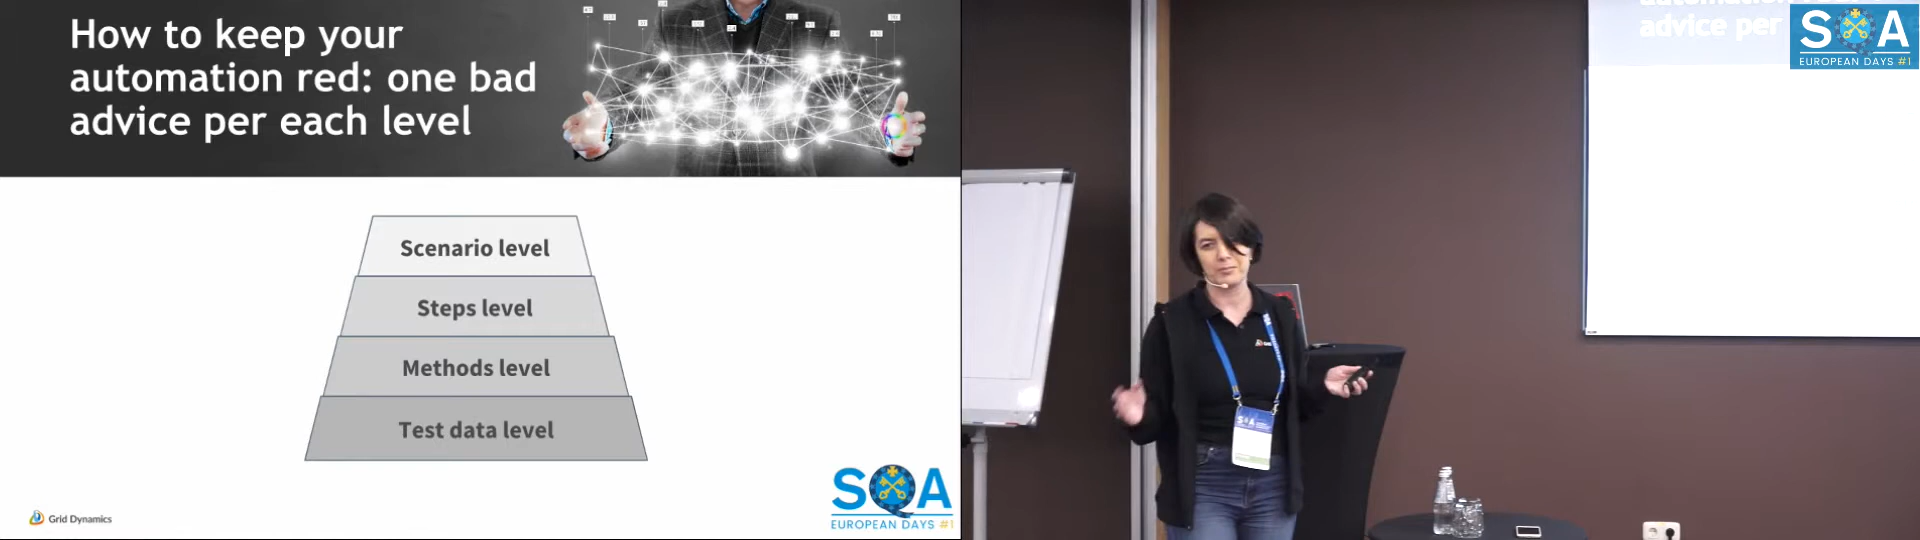 How to keep your
automation red: one bad
advice per each level
Scenario level
Steps level
Methods level
Test data level
Grid Dynamics
SQA
EUROPEAN DAYS #1
advice per
SQA
EUROPEAN DAYS #1
SQA